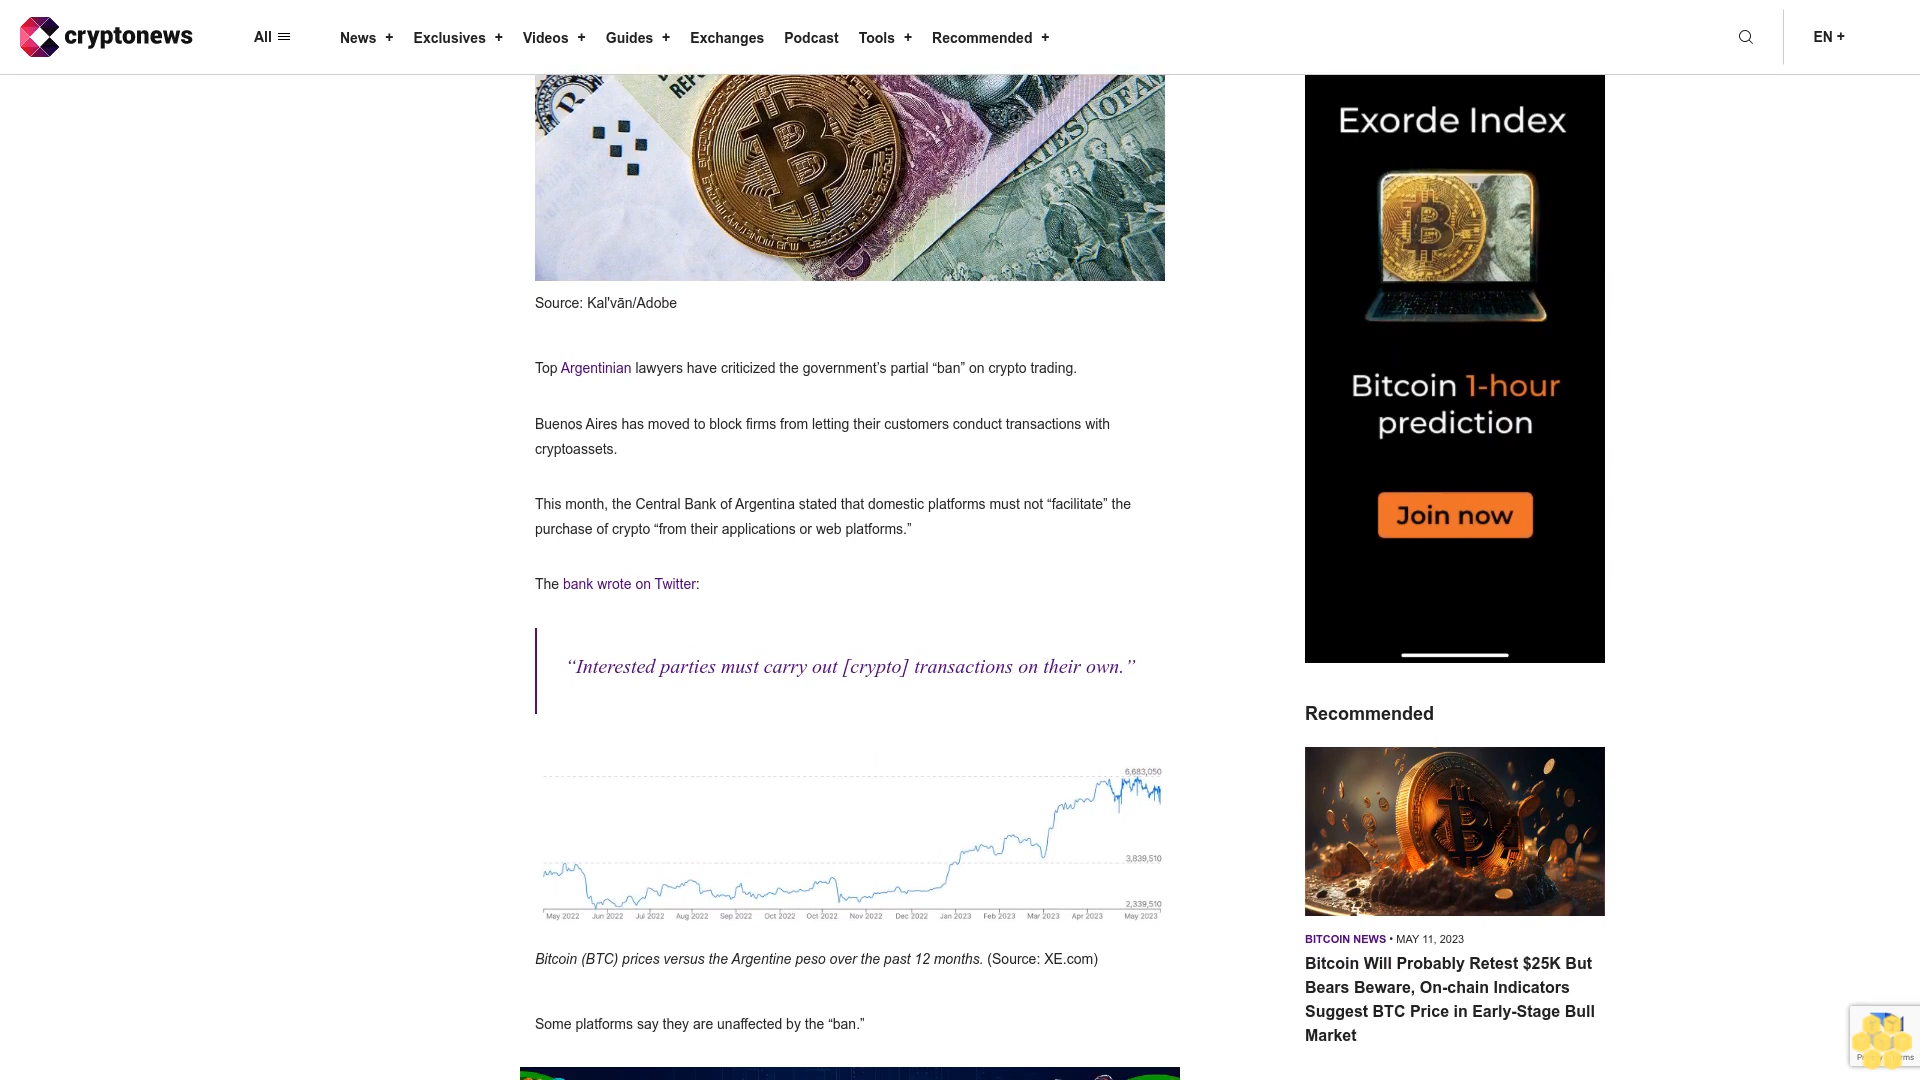 cryptonews
All
News +
Exclusives +
Videos +
Guides +
Exchanges
Podcast
Tools +
Recommended +
EN +
Source: Kal'vān/Adobe
Top Argentinian lawyers have criticized the government’s partial “ban” on crypto trading.
Buenos Aires has moved to block firms from letting their customers conduct transactions with
cryptoassets.
This month, the Central Bank of Argentina stated that domestic platforms must not “facilitate” the
purchase of crypto “from their applications or web platforms.”
The bank wrote on Twitter:
“Interested parties must carry out [crypto] transactions on their own.”
6,683,050
3,839,510
2,339,510
May 2022 Jun 2022 Jul 2022 Aug 2022 Sep 2022 Oct 2022 Oct 2022 Nov 2022 Dec 2022 Jan 2023 Feb 2023 Mar 2023 Apr 2023 May 2023
Bitcoin (BTC) prices versus the Argentine peso over the past 12 months. (Source: XE.com)
Some platforms say they are unaffected by the “ban.”
Exorde Index
Bitcoin 1-hour
prediction
Join now
Recommended
BITCOIN NEWS • MAY 11, 2023
Bitcoin Will Probably Retest $25K But
Bears Beware, On-chain Indicators
Suggest BTC Price in Early-Stage Bull
Market